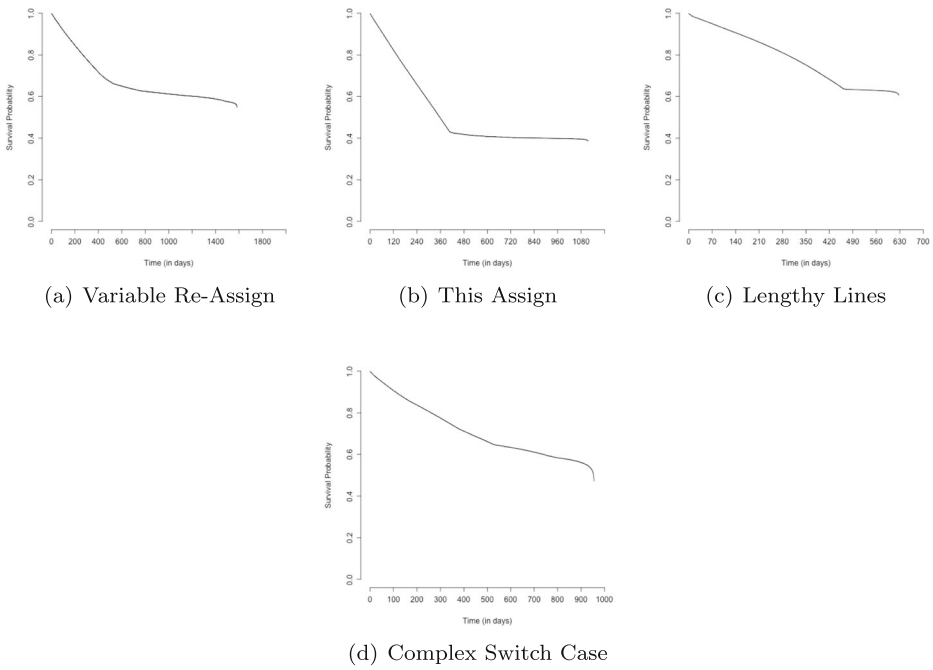 1.0
0.8
0.6
0.4
0.2
0.0
Survival Probability
0 200 400 600 800 1000 1400 1800
Time (in days)
(a) Variable Re-Assign
1.0
0.8
0.6
0.4
0.2
0.0
Survival Probability
0 120 240 360 480 600 720 840 960 1080
Time (in days)
(b) This Assign
1.0
0.8
0.6
0.4
0.2
0.0
Survival Probability
0 70 140 210 280 350 420 490 560 630 700
Time (in days)
(c) Lengthy Lines
1.0
0.8
0.6
0.4
0.2
0.0
Survival Probability
0 100 200 300 400 500 600 700 800 900 1000
Time (in days)
(d) Complex Switch Case